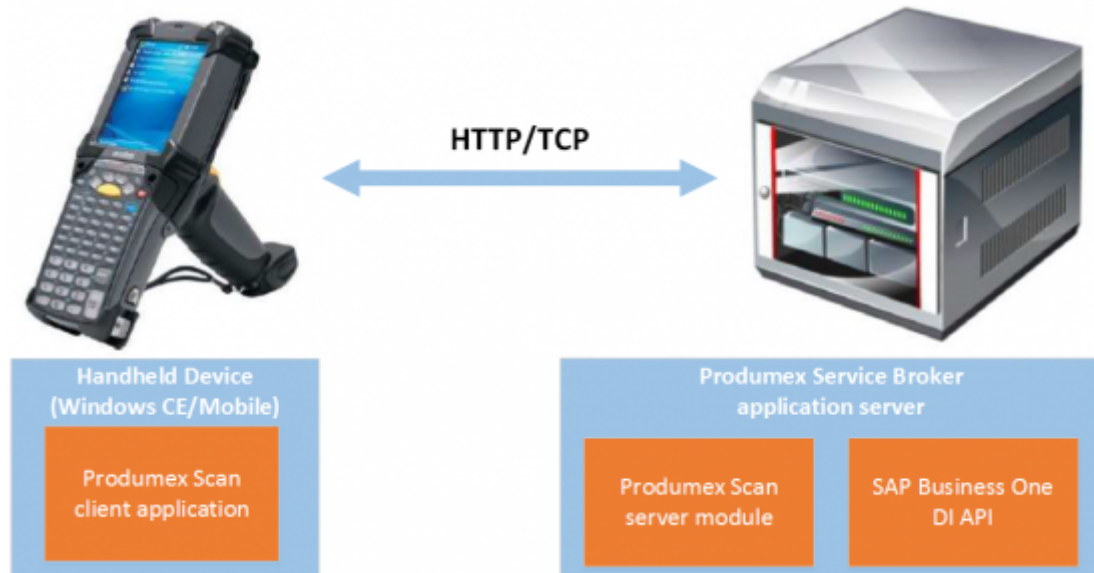 HTTP/TCP
Handheld Device
(Windows CE/Mobile)
Produmex Scan
client application
Produmex Service Broker
application server
Produmex Scan
server module
SAP Business One
DI API